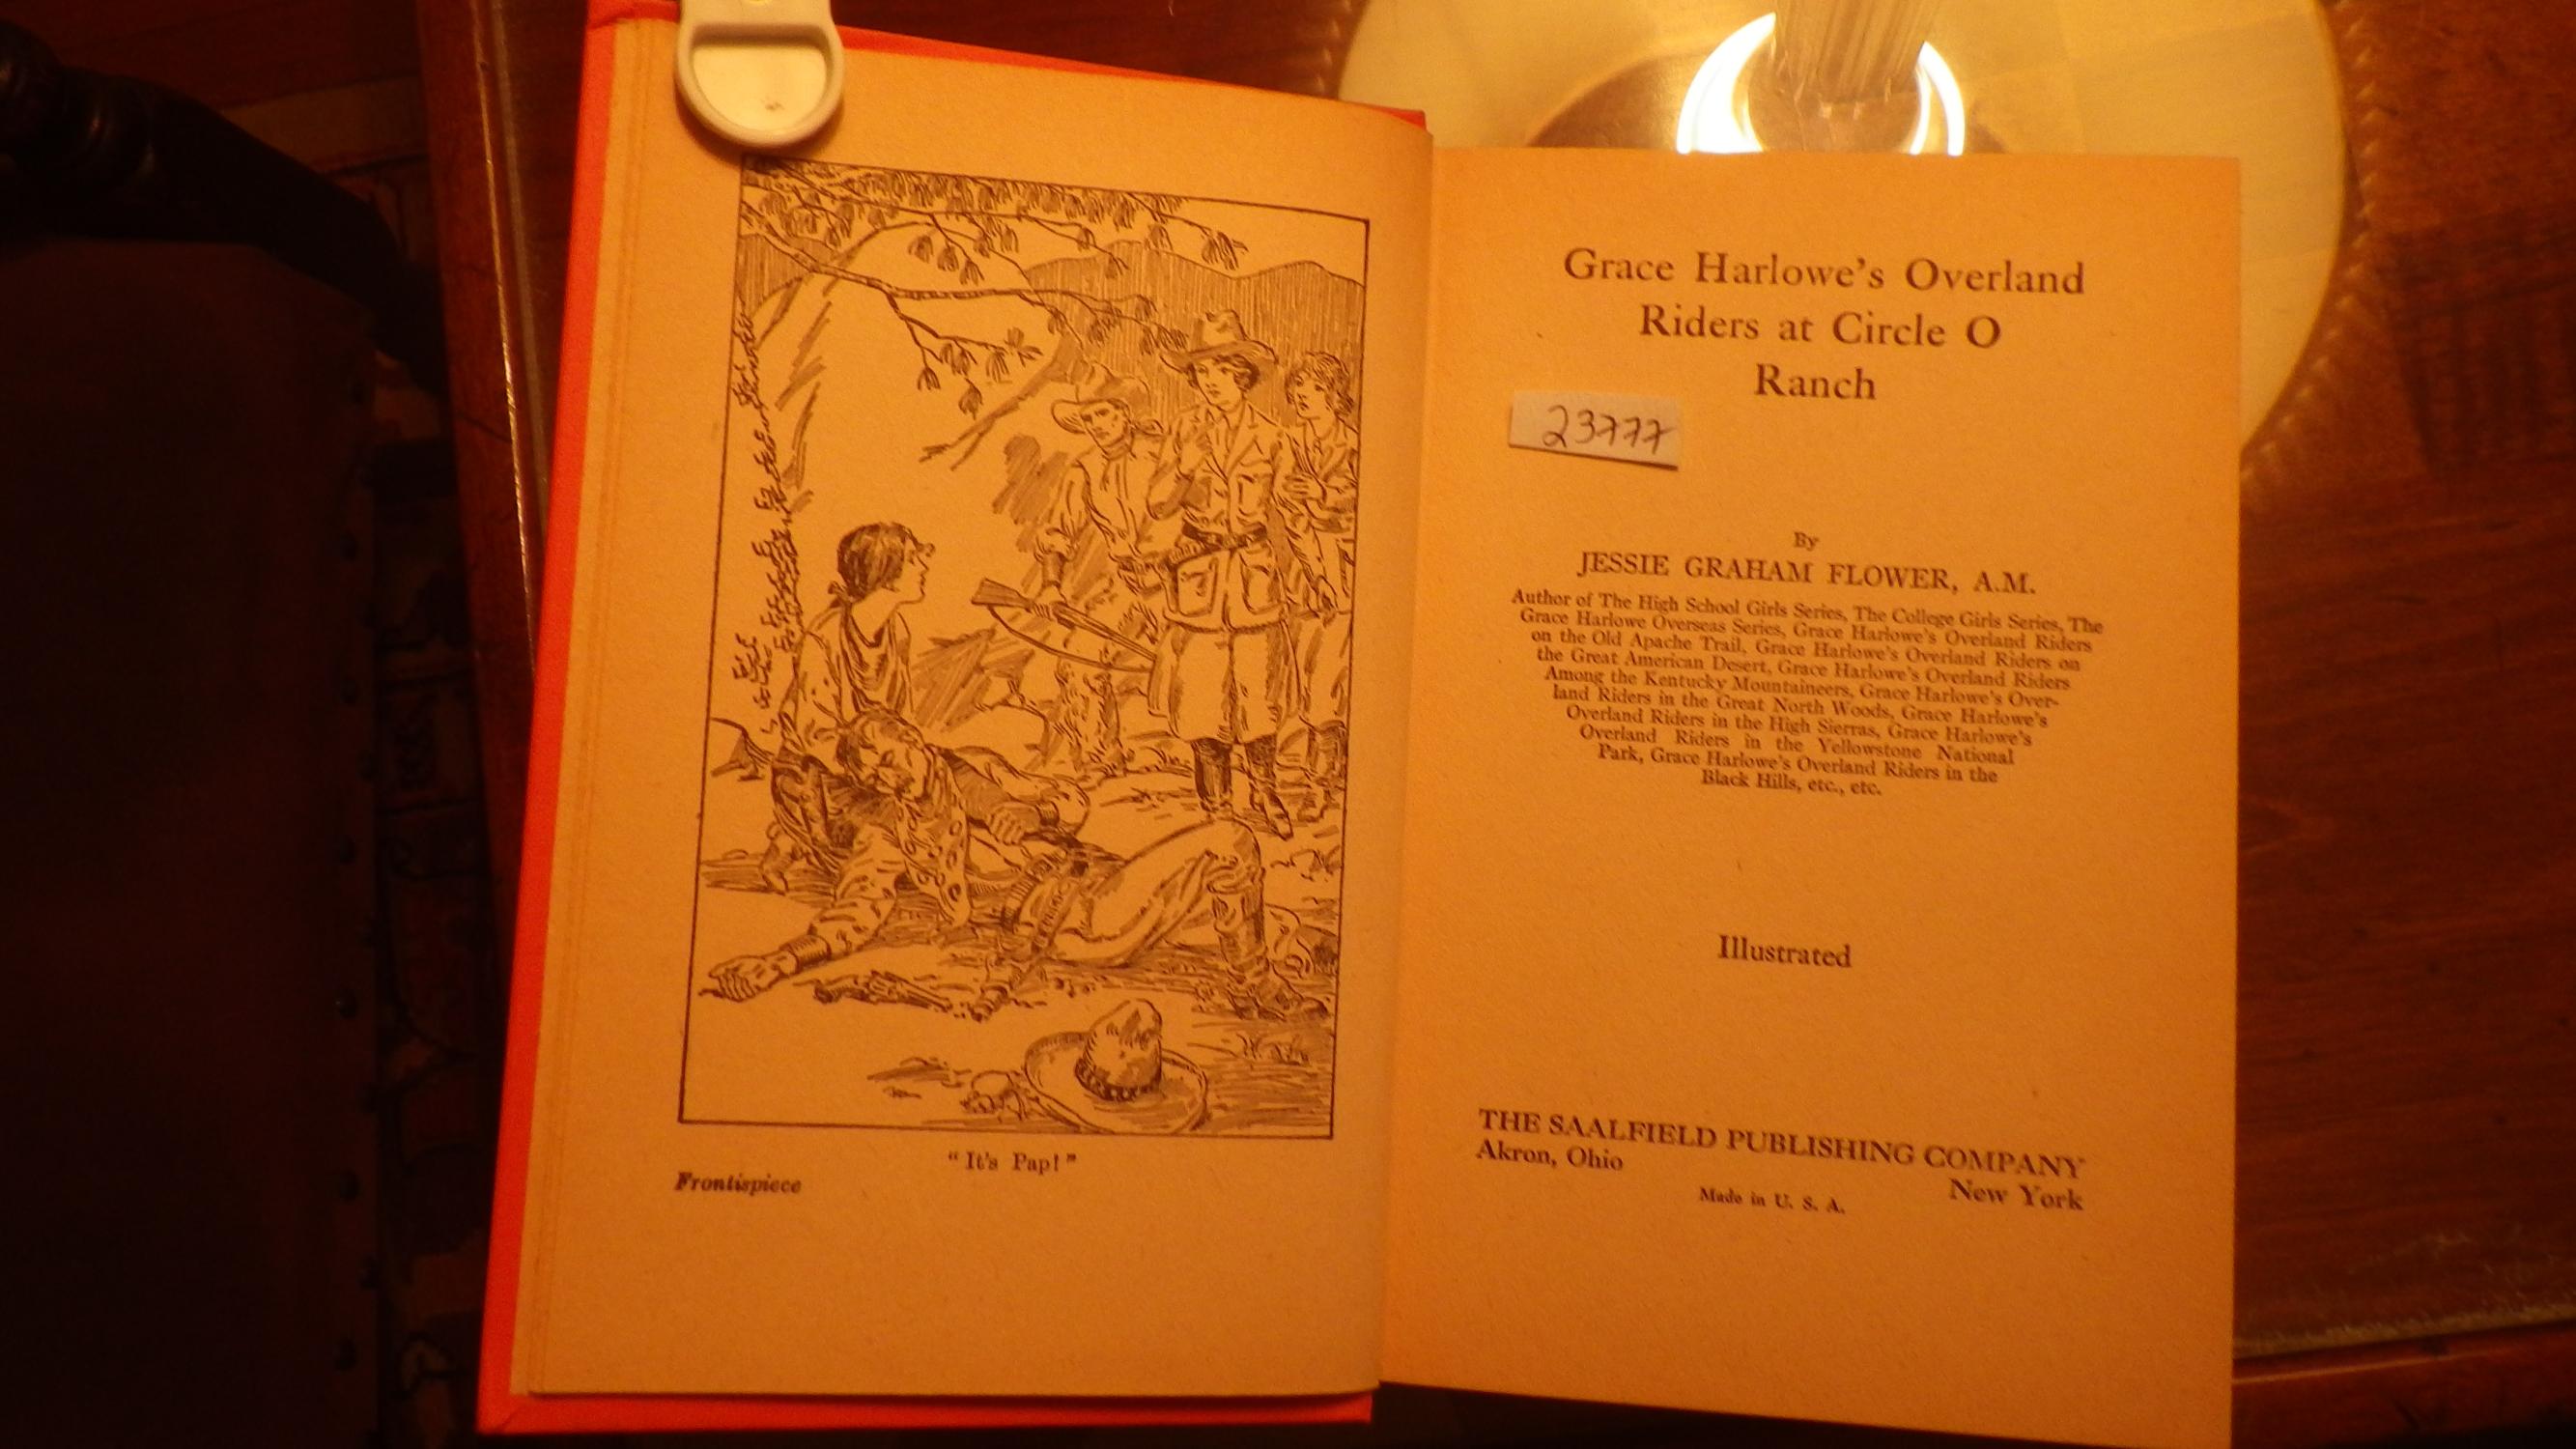 "It's Pap!"
Frontispiece
Grace Harlowe's Overland
Riders at Circle O
Ranch
23777
By
JESSIE GRAHAM FLOWER, A.M.
Author of The High School Girls Series, The College Girls Series, The
Grace Harlowe Overseas Series, Grace Harlowe's Overland Riders
on the Old Apache Trail, Grace Harlowe's Overland Riders on
the Great American Desert, Grace Harlowe's Overland Riders
Among the Kentucky Mountaineers, Grace Harlowe's Over-
land Riders in the Great North Woods, Grace Harlowe's
Overland Riders in the High Sierras, Grace Harlowe's
Overland Riders in the Yellowstone National
Park, Grace Harlowe's Overland Riders in the
Black Hills, etc., etc.
Illustrated
THE SAALFIELD PUBLISHING COMPANY
Akron, Ohio
New York
Made in U. S. A.